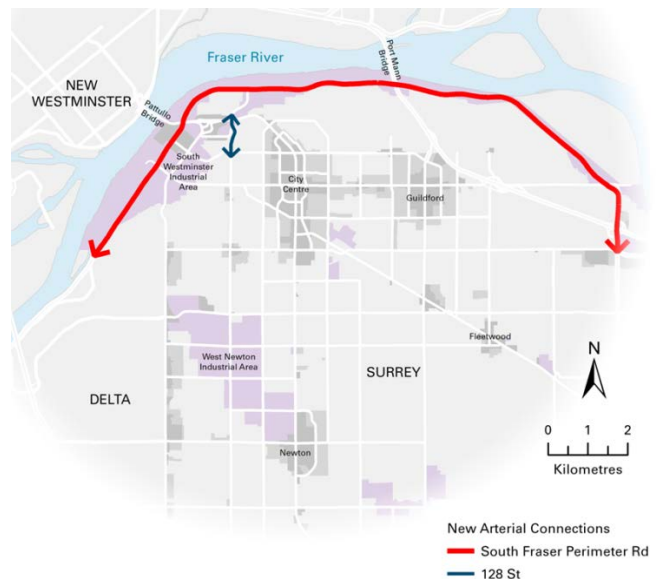 Fraser River
Port Mann
Bridge
NEW
WESTMINSTER
Pattullo
Bridge
South
Westminster
Industrial
Area
City
Centre
Guildford
Fleetwood
N
West Newton
Industrial Area
SURREY
DELTA
0 1 2
Kilometres
Newton
New Arterial Connections
South Fraser Perimeter Rd
128 St